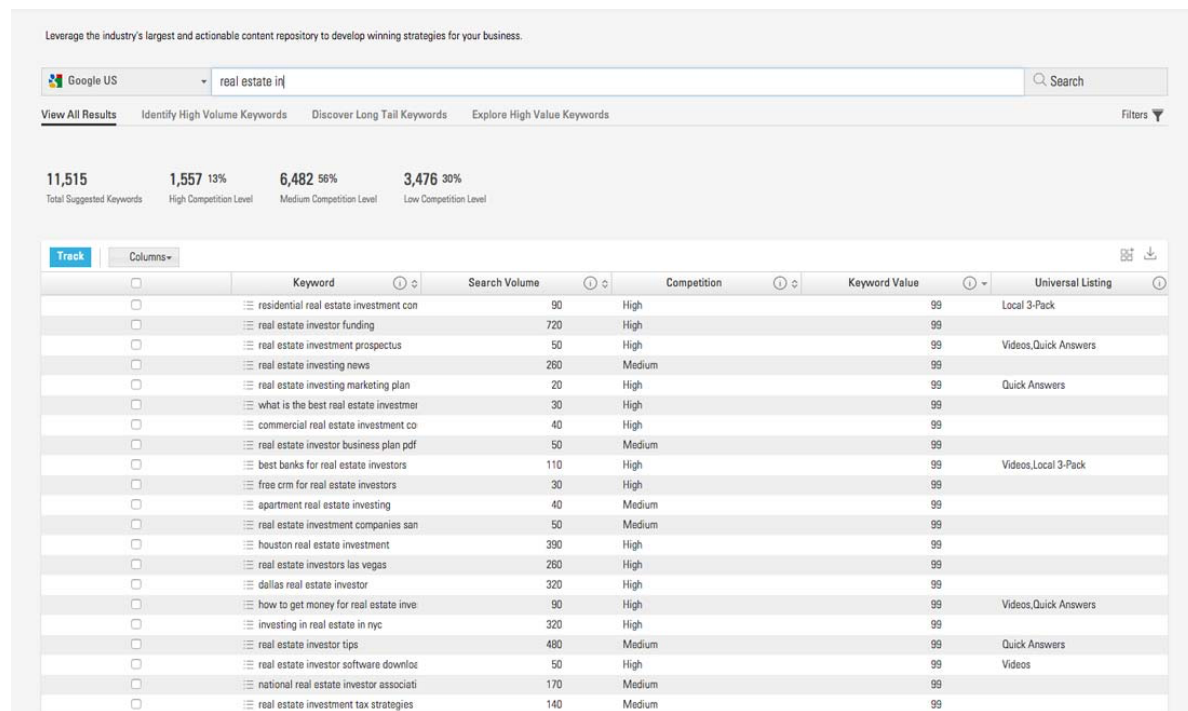 Leverage the industry's largest and actionable content repository to develop winning strategies for your business.
Google US real estate in Search
View All Results Identify High Volume Keywords Discover Long Tail Keywords Explore High Value Keywords Filters
11,515 1,557 13% 6,482 56% 3,476 30%
Total Suggested Keywords High Competition Level Medium Competition Level Low Competition Level
Track Columns
Keyword Search Volume Competition Keyword Value Universal Listing
residential real estate investment con 90 High 99 Local 3-Pack
real estate investor funding 720 High 99
real estate investment prospectus 50 High 99 Videos,Quick Answers
real estate investing news 260 Medium 99
real estate investing marketing plan 20 High 99 Quick Answers
what is the best real estate investmer 30 High 99
commercial real estate investment co 40 High 99
real estate investor business plan pdf 50 Medium 99
best banks for real estate investors 110 High 99 Videos,Local 3-Pack
free crm for real estate investors 30 High 99
apartment real estate investing 40 Medium 99
real estate investment companies san 50 Medium 99
houston real estate investment 390 High 99
real estate investors las vegas 260 High 99
dallas real estate investor 320 High 99
how to get money for real estate inve 90 High 99 Videos,Quick Answers
investing in real estate in nyc 320 High 99
real estate investor tips 480 Medium 99 Quick Answers
real estate investor software downloa 50 High 99 Videos
national real estate investor associati 170 Medium 99
real estate investment tax strategies 140 Medium 99